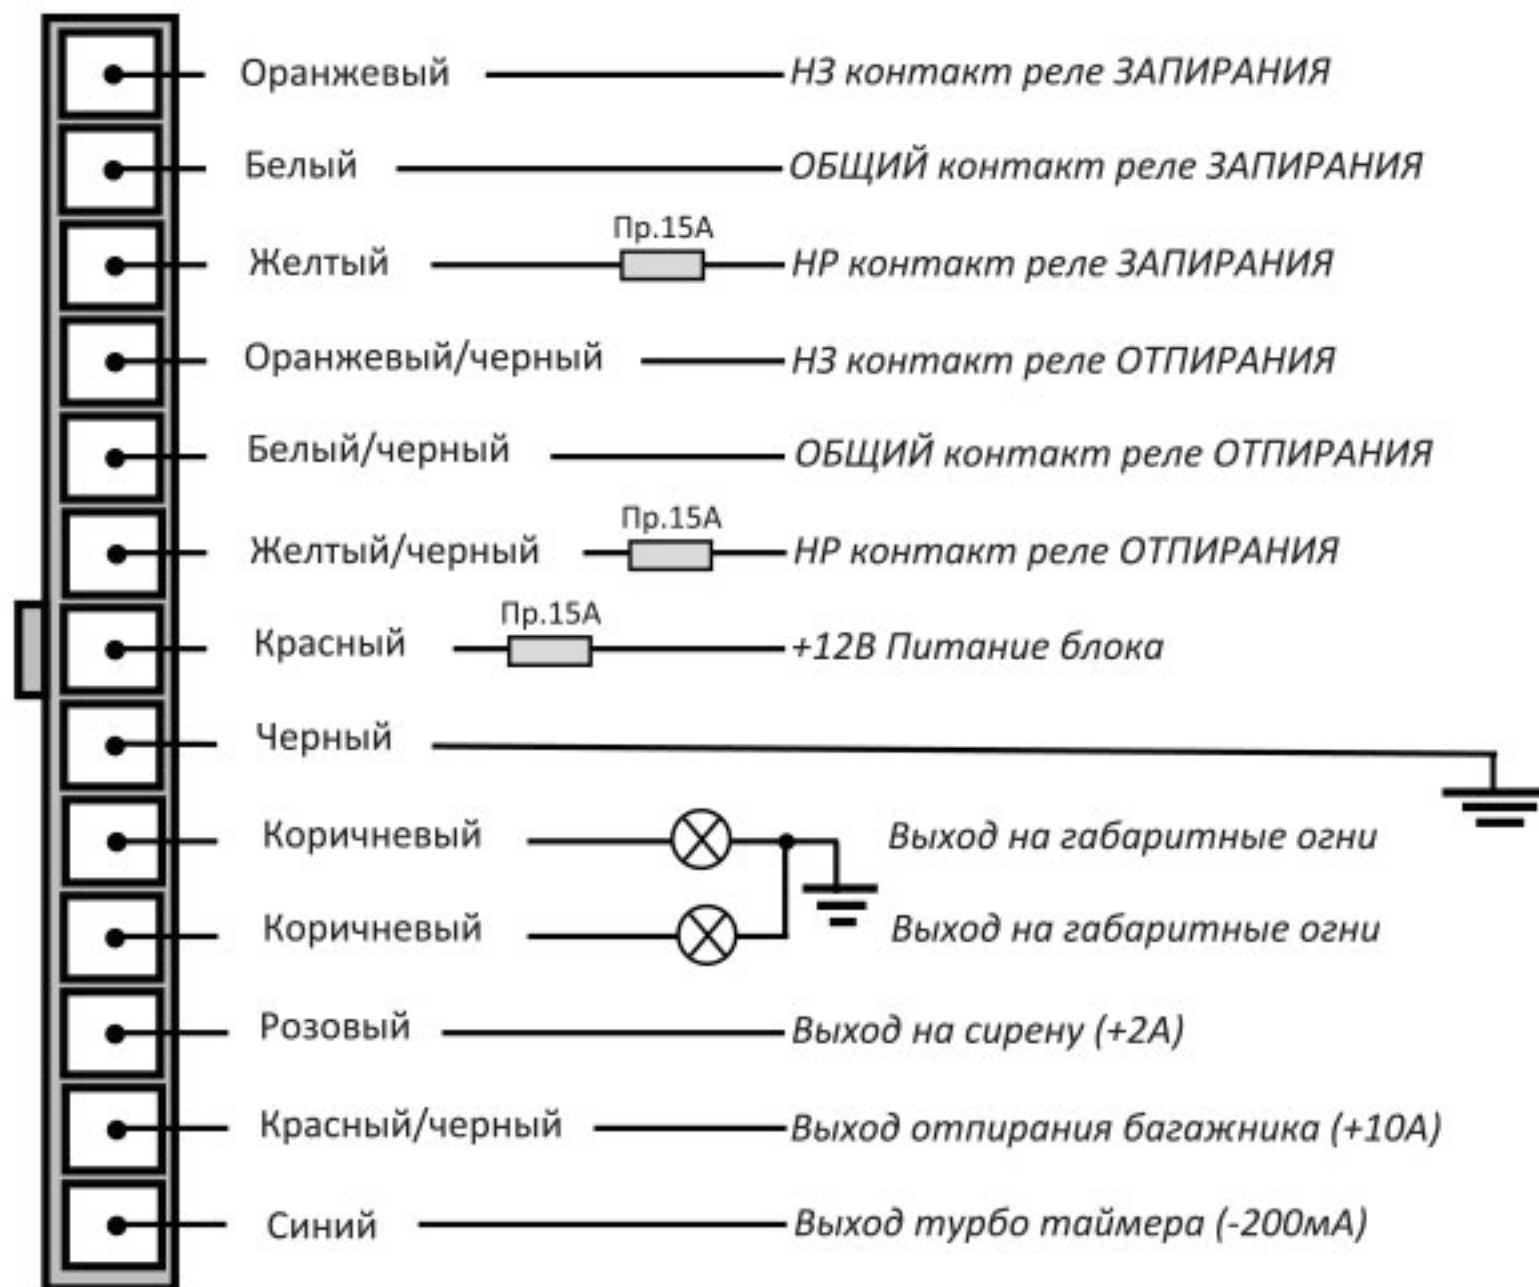 Оранжевый НЗ контакт реле ЗАПИРАНИЯ
Белый ОБЩИЙ контакт реле ЗАПИРАНИЯ
Пр.15А
Желтый НР контакт реле ЗАПИРАНИЯ
Оранжевый/черный НЗ контакт реле ОТПИРАНИЯ
Белый/черный ОБЩИЙ контакт реле ОТПИРАНИЯ
Пр.15А
Желтый/черный НР контакт реле ОТПИРАНИЯ
Пр.15А
Красный +12В Питание блока
Черный
Коричневый Выход на габаритные огни
Коричневый Выход на габаритные огни
Розовый Выход на сирену (+2А)
Красный/черный Выход отпирания багажника (+10А)
Синий Выход турбо таймера (-200мА)